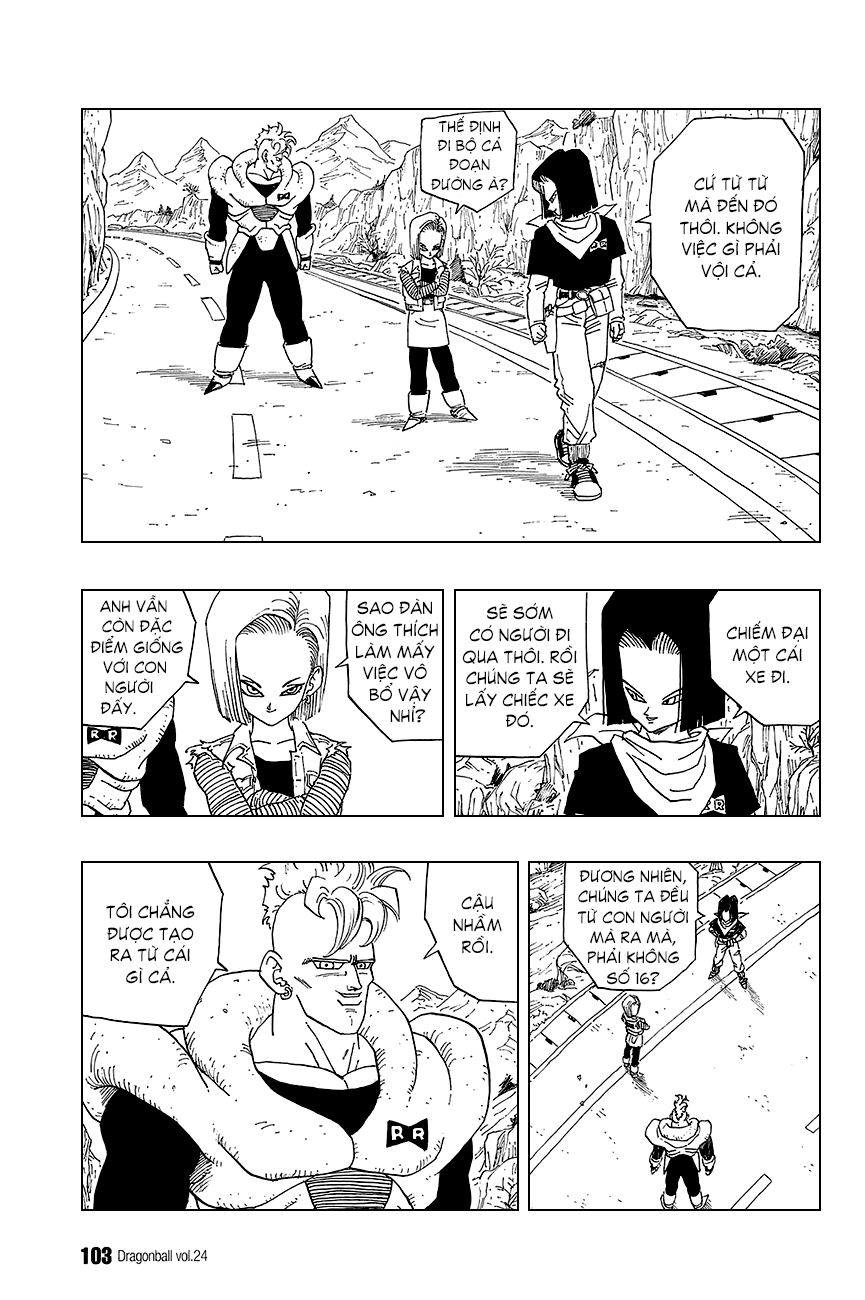 CỨ TỪ TỪ
MÀ ĐẾN ĐÓ
THÔI. KHÔNG
VIỆC GÌ PHẢI
VỘI CẢ.
THẾ ĐỊNH
ĐI BỘ CẢ
ĐOẠN
ĐƯỜNG À?
CHIẾM ĐẠI
MỘT CÁI
XE ĐI.
SẼ SỚM
CÓ NGƯỜI ĐI
QUA THÔI. RỒI
CHÚNG TA SẼ
LẤY CHIẾC XE
ĐÓ.
SAO ĐÀN
ÔNG THÍCH
LÀM MẤY
VIỆC VÔ
BỔ VẬY
NHỈ?
ANH VẪN
CÒN ĐẶC
ĐIỂM GIỐNG
VỚI CON
NGƯỜI
ĐẤY.
RR
RR
ĐƯƠNG NHIÊN,
CHÚNG TA ĐỀU
TỪ CON NGƯỜI
MÀ RA MÀ,
PHẢI KHÔNG
SỐ 16?
CẬU
NHẦM
RỒI.
TÔI CHẲNG
ĐƯỢC TẠO
RA TỪ CÁI
GÌ CẢ.
RR
103 Dragonball vol.24